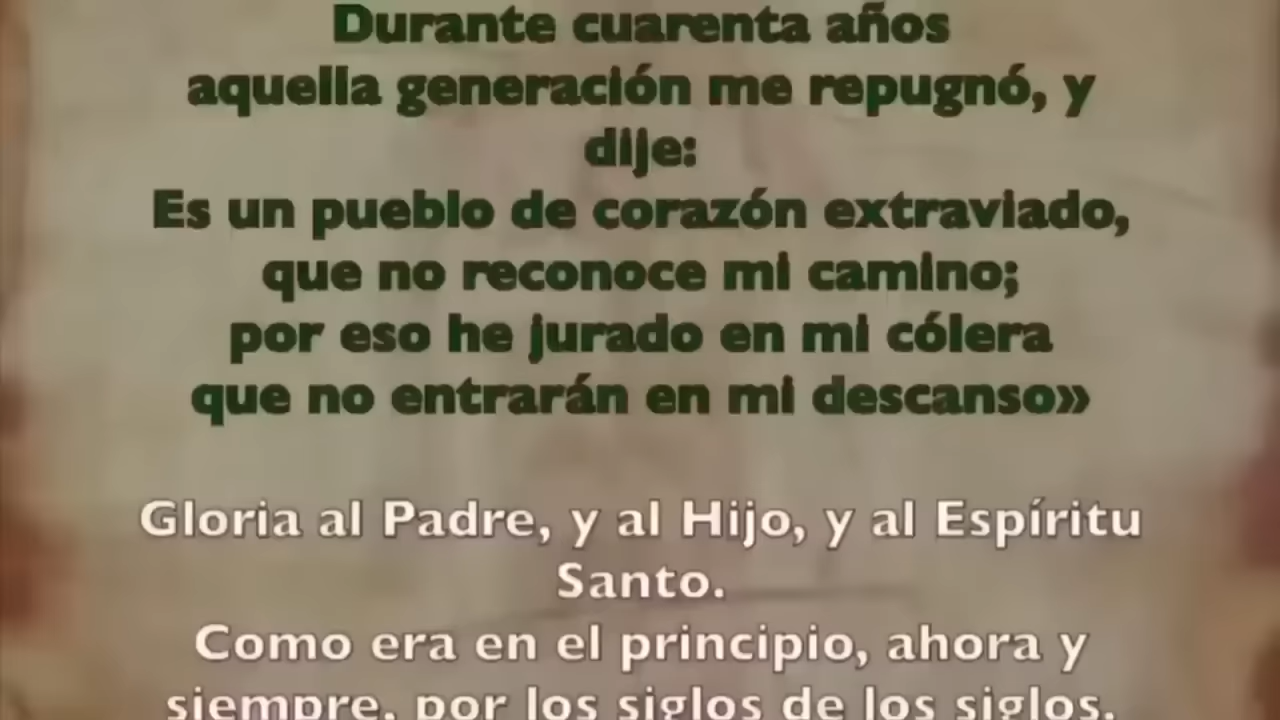 Durante cuarenta años
aquella generación me repugnó, y
dije:
Es un pueblo de corazón extraviado,
que no reconoce mi camino;
por eso he jurado en mi cólera
que no entrarán en mi descanso»
Gloria al Padre, y al Hijo, y al Espíritu
Santo.
Como era en el principio, ahora y
siempre, por los siglos de los siglos.